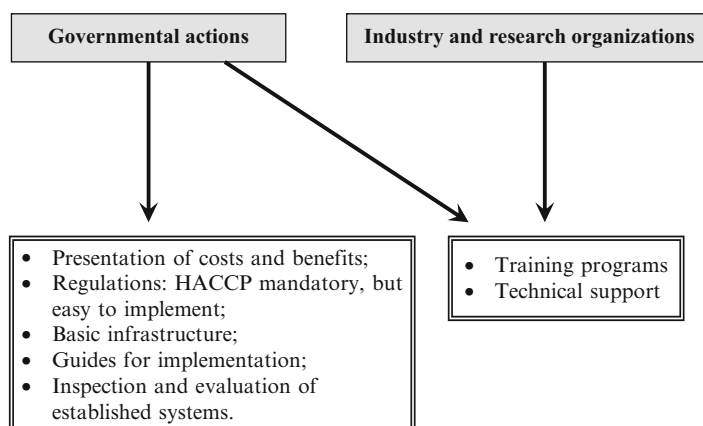 Governmental actions
Industry and research organizations
• Presentation of costs and benefits;
• Regulations: HACCP mandatory, but
easy to implement;
• Basic infrastructure;
• Guides for implementation;
• Inspection and evaluation of
established systems.
• Training programs
• Technical support